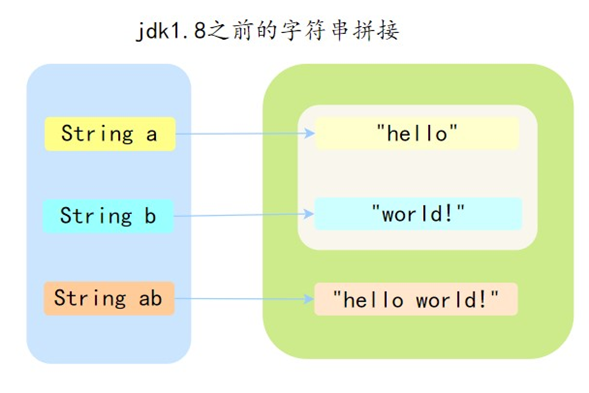 jdk1.8之前的字符串拼接
String a
"hello"
String b
"world!"
String ab
"hello world!"